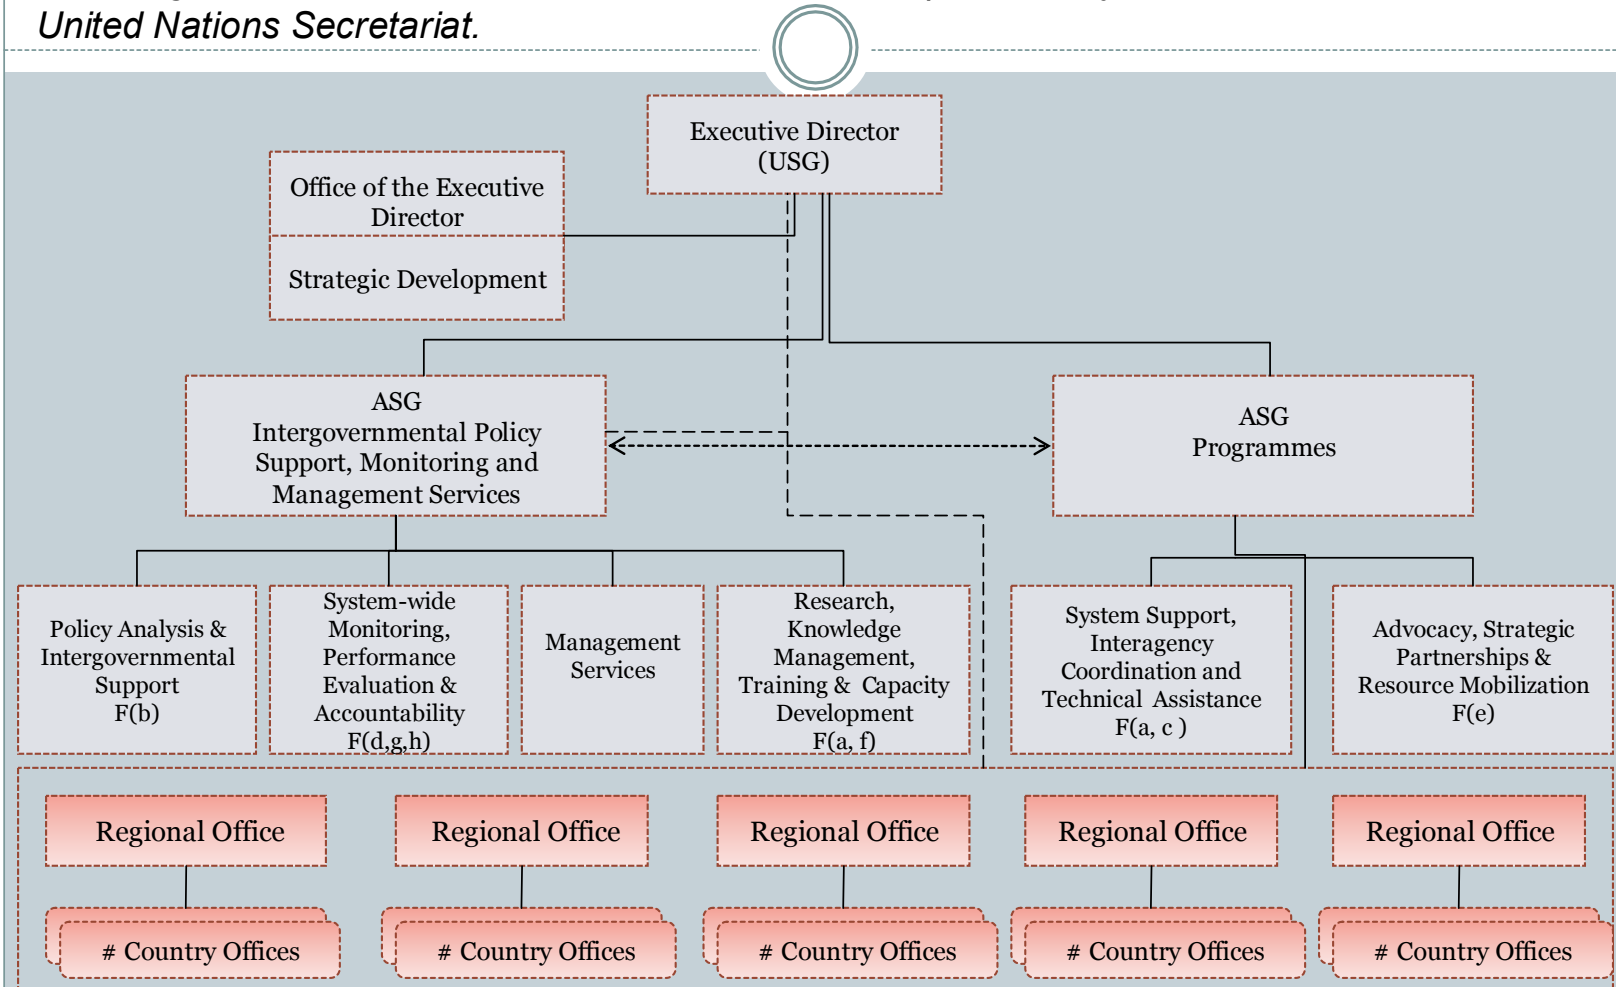 United Nations Secretariat.
Executive Director
(USG)
Office of the Executive
Director
Strategic Development
ASG
Intergovernmental Policy
Support, Monitoring and
Management Services
ASG
Programmes
Policy Analysis &
Intergovernmental
Support
F(b)
System-wide
Monitoring,
Performance
Evaluation &
Accountability
F(d,g,h)
Management
Services
Research,
Knowledge
Management,
Training & Capacity
Development
F(a, f)
System Support,
Interagency
Coordination and
Technical Assistance
F(a, c )
Advocacy, Strategic
Partnerships &
Resource Mobilization
F(e)
Regional Office
Regional Office
Regional Office
Regional Office
Regional Office
# Country Offices
# Country Offices
# Country Offices
# Country Offices
# Country Offices